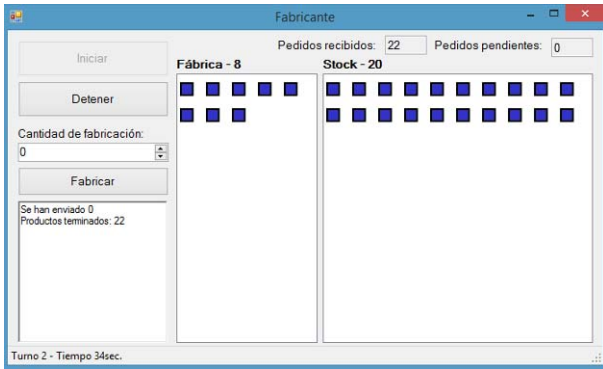 Fabricante
Iniciar
Detener
Cantidad de fabricación:
0
Fabricar
Se han enviado 0
Productos terminados: 22
Pedidos recibidos: 22 Pedidos pendientes: 0
Fábrica - 8 Stock - 20
Turno 2 - Tiempo 34sec.